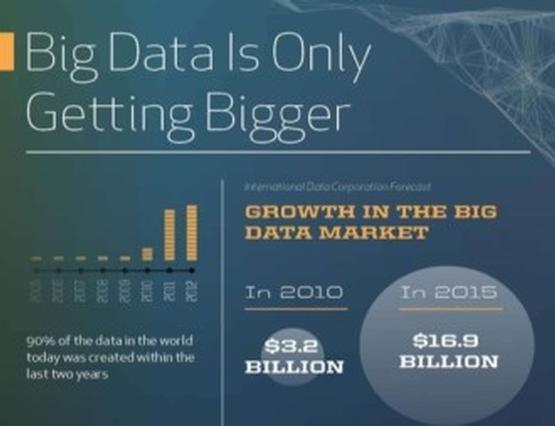 Big Data Is Only
Getting Bigger
2005 2006 2007 2008 2009 2010 2011 2012
90% of the data in the world
today was created within the
last two years
International Data Corporation Forecast
GROWTH IN THE BIG
DATA MARKET
In 2010
$3.2
BILLION
In 2015
$16.9
BILLION